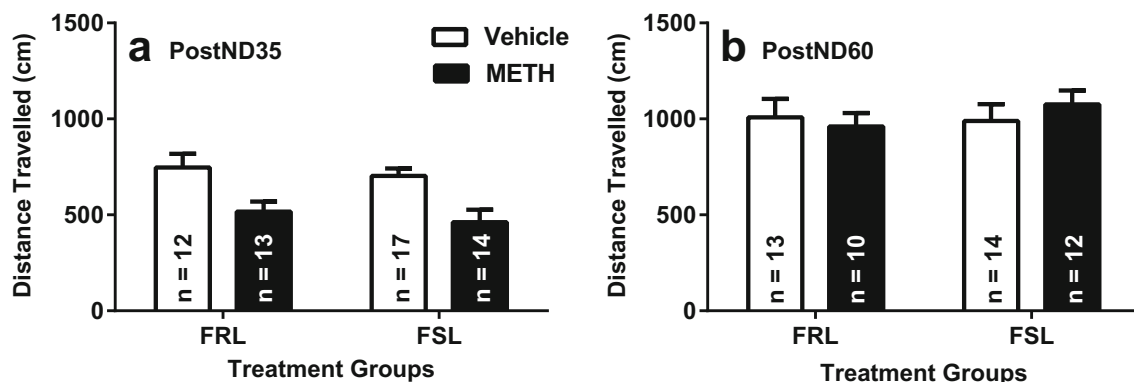 1500
1000
500
0
Distance Travelled (cm)
a PostND35
Vehicle
METH
n = 12
n = 13
n = 17
n = 14
FRL
FSL
Treatment Groups
1500
1000
500
0
Distance Travelled (cm)
b PostND60
n = 13
n = 10
n = 14
n = 12
FRL
FSL
Treatment Groups